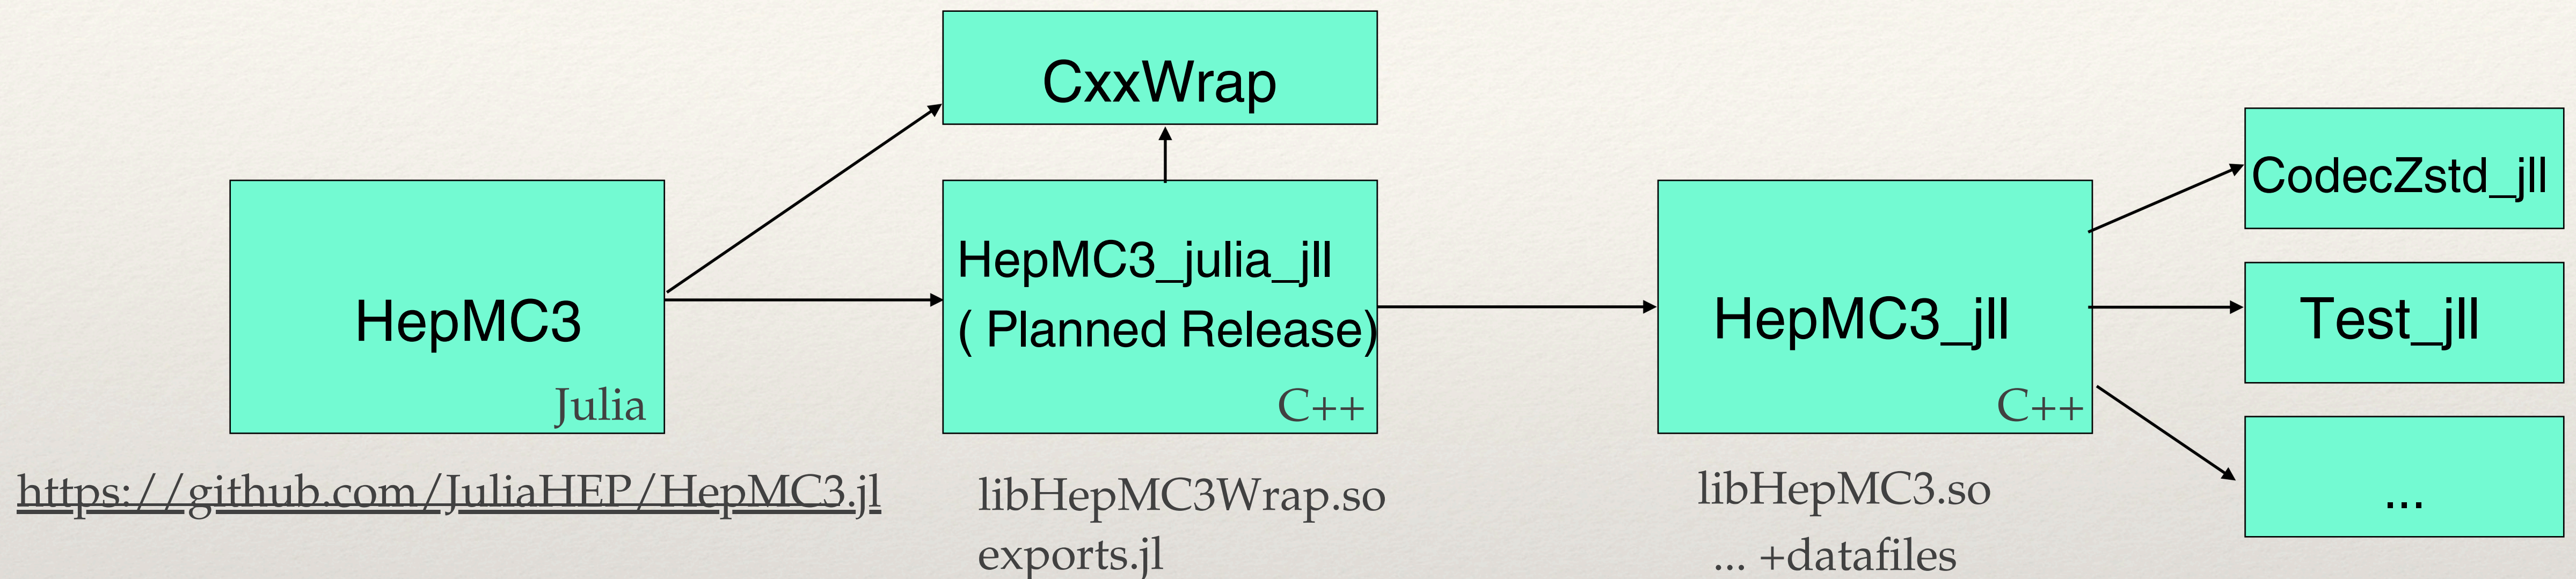 CxxWrap
HepMC3
Julia
HepMC3_julia_jll
( Planned Release)
C++
HepMC3_jll
C++
CodecZstd_jll
Test_jll
...
https://github.com/JuliaHEP/HepMC3.jl
libHepMC3Wrap.so
exports.jl
libHepMC3.so
... +datafiles